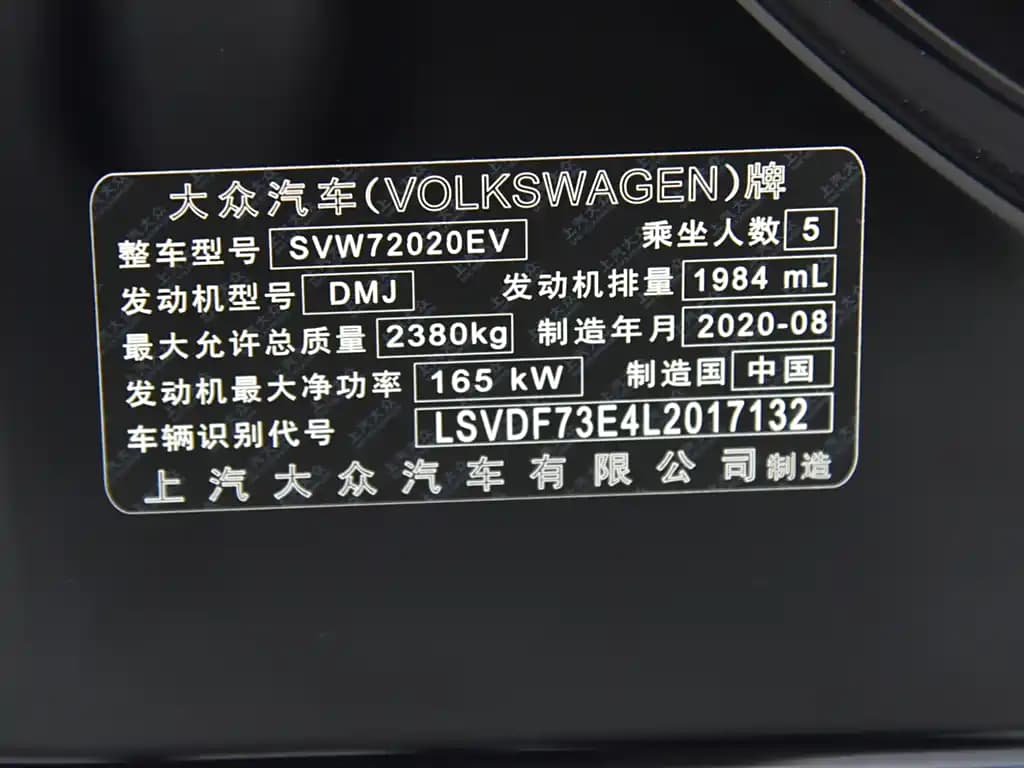 大众汽车(VOLKSWAGEN)牌
整车型号 SVW72020EV 乘坐人数 5
发动机型号 DMJ 发动机排量 1984 mL
最大允许总质量 2380kg 制造年月 2020-08
发动机最大净功率 165 kW 制造国 中国
车辆识别代号 LSVDF73E4L2017132
上汽大众汽车有限公司制造